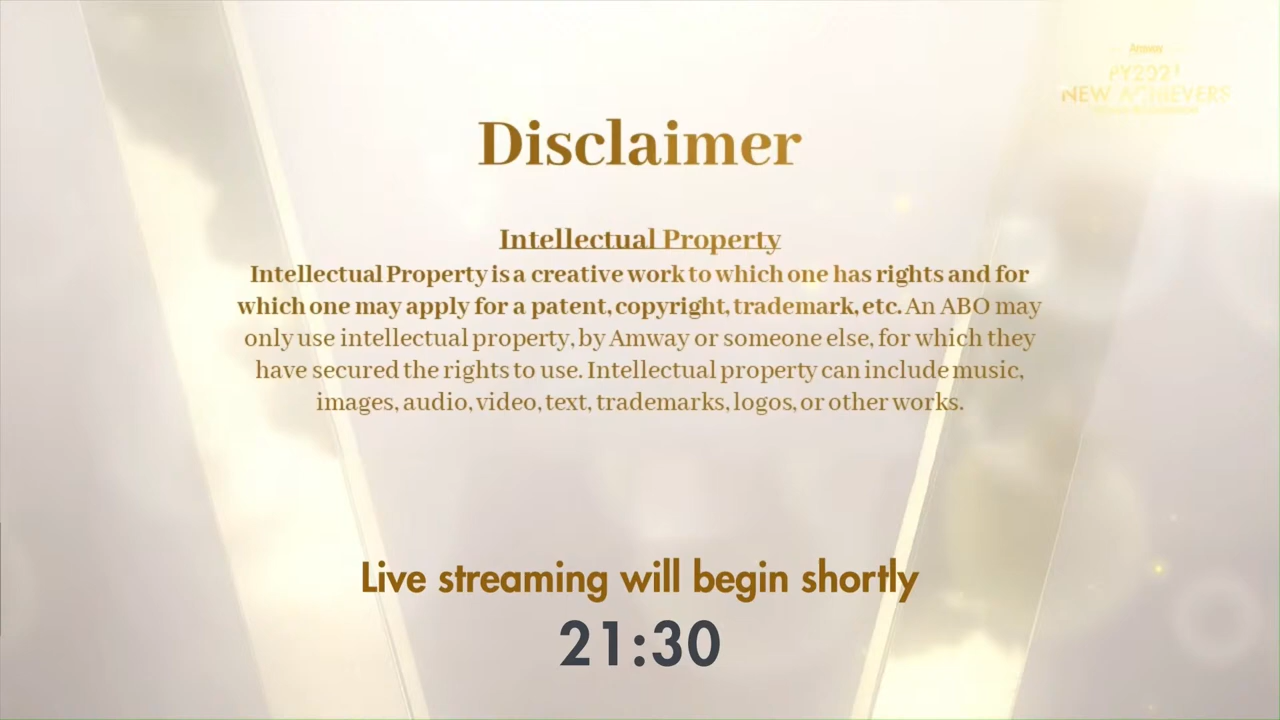 Amway
PY2021
NEW ACHIEVERS
Disclaimer
Intellectual Property
Intellectual Property is a creative work to which one has rights and for
which one may apply for a patent, copyright, trademark, etc. An ABO may
only use intellectual property, by Amway or someone else, for which they
have secured the rights to use. Intellectual property can include music,
images, audio, video, text, trademarks, logos, or other works.
Live streaming will begin shortly
21:30